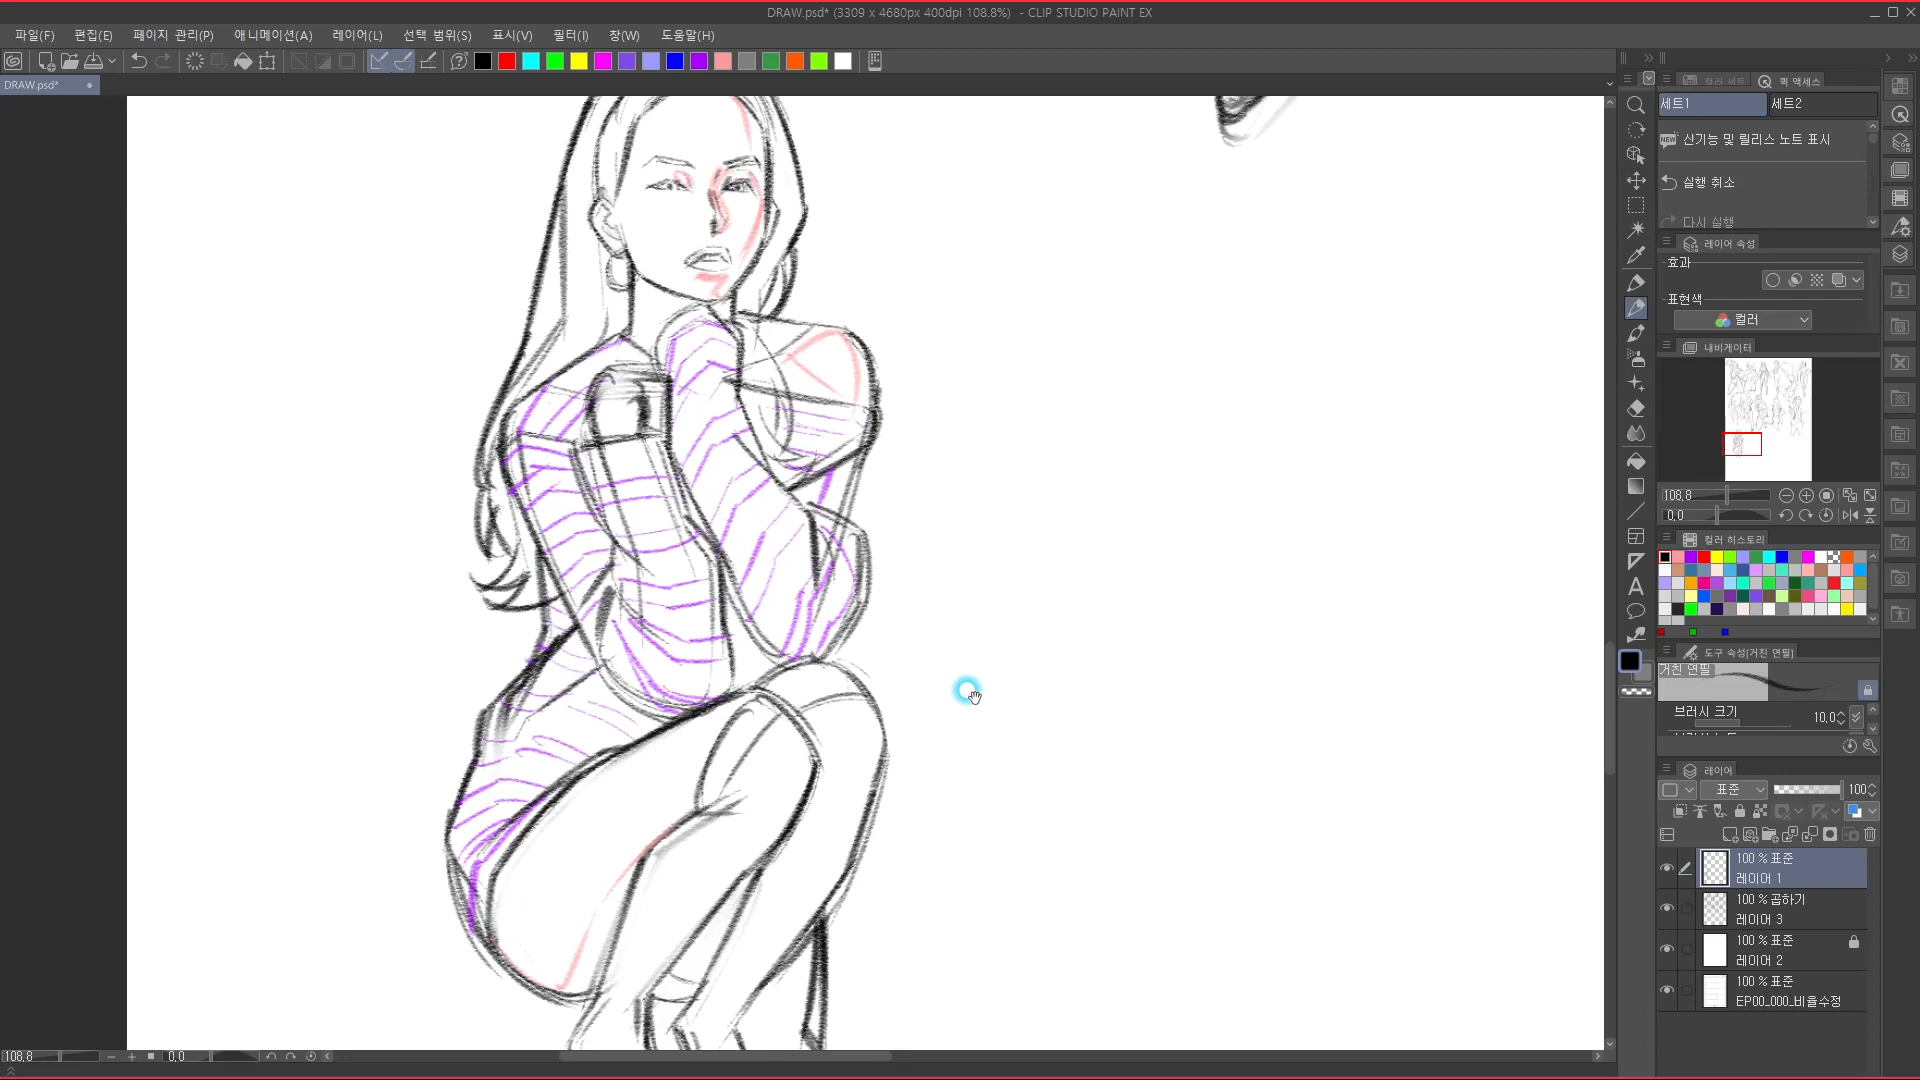 DRAW.psd* (3309 x 4680px 400dpi 108.8%)  - CLIP STUDIO PAINT EX
파일(F) 편집(E) 페이지 관리(P) 애니메이션(A) 레이어(L) 선택 범위(S) 표시(V) 필터(I) 창(W) 도움말(H)
DRAW.psd*
컬러 세트 퀵 액세스
세트1 세트2
신기능 및 릴리스 노트 표시
실행 취소
다시 실행
레이어 속성
효과
표현색
컬러
내비게이터
108.8
0.0
컬러 히스토리
도구 속성[거친 연필]
거친 연필
브러시 크기 10.0
레이어
표준 100
100 % 표준
레이어 1
100 % 곱하기
레이어 3
100 % 표준
레이어 2
100 % 표준
EP00_000_비율수정
108.8 0.0